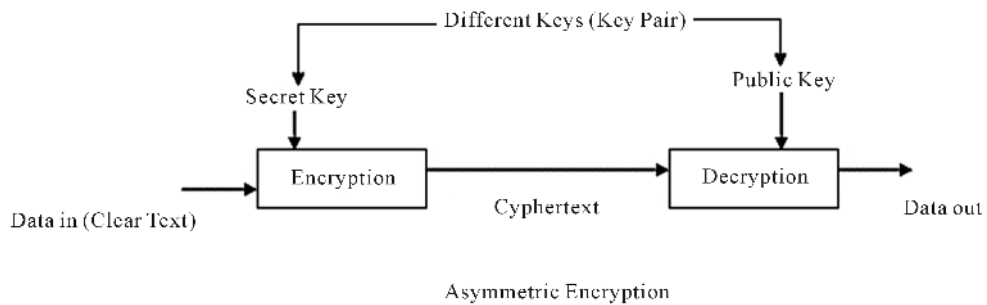 Different Keys (Key Pair)
Public Key
Secret Key
Encryption
Decryption
Cyphertext
Data in (Clear Text)
Data out
Asymmetric Encryption